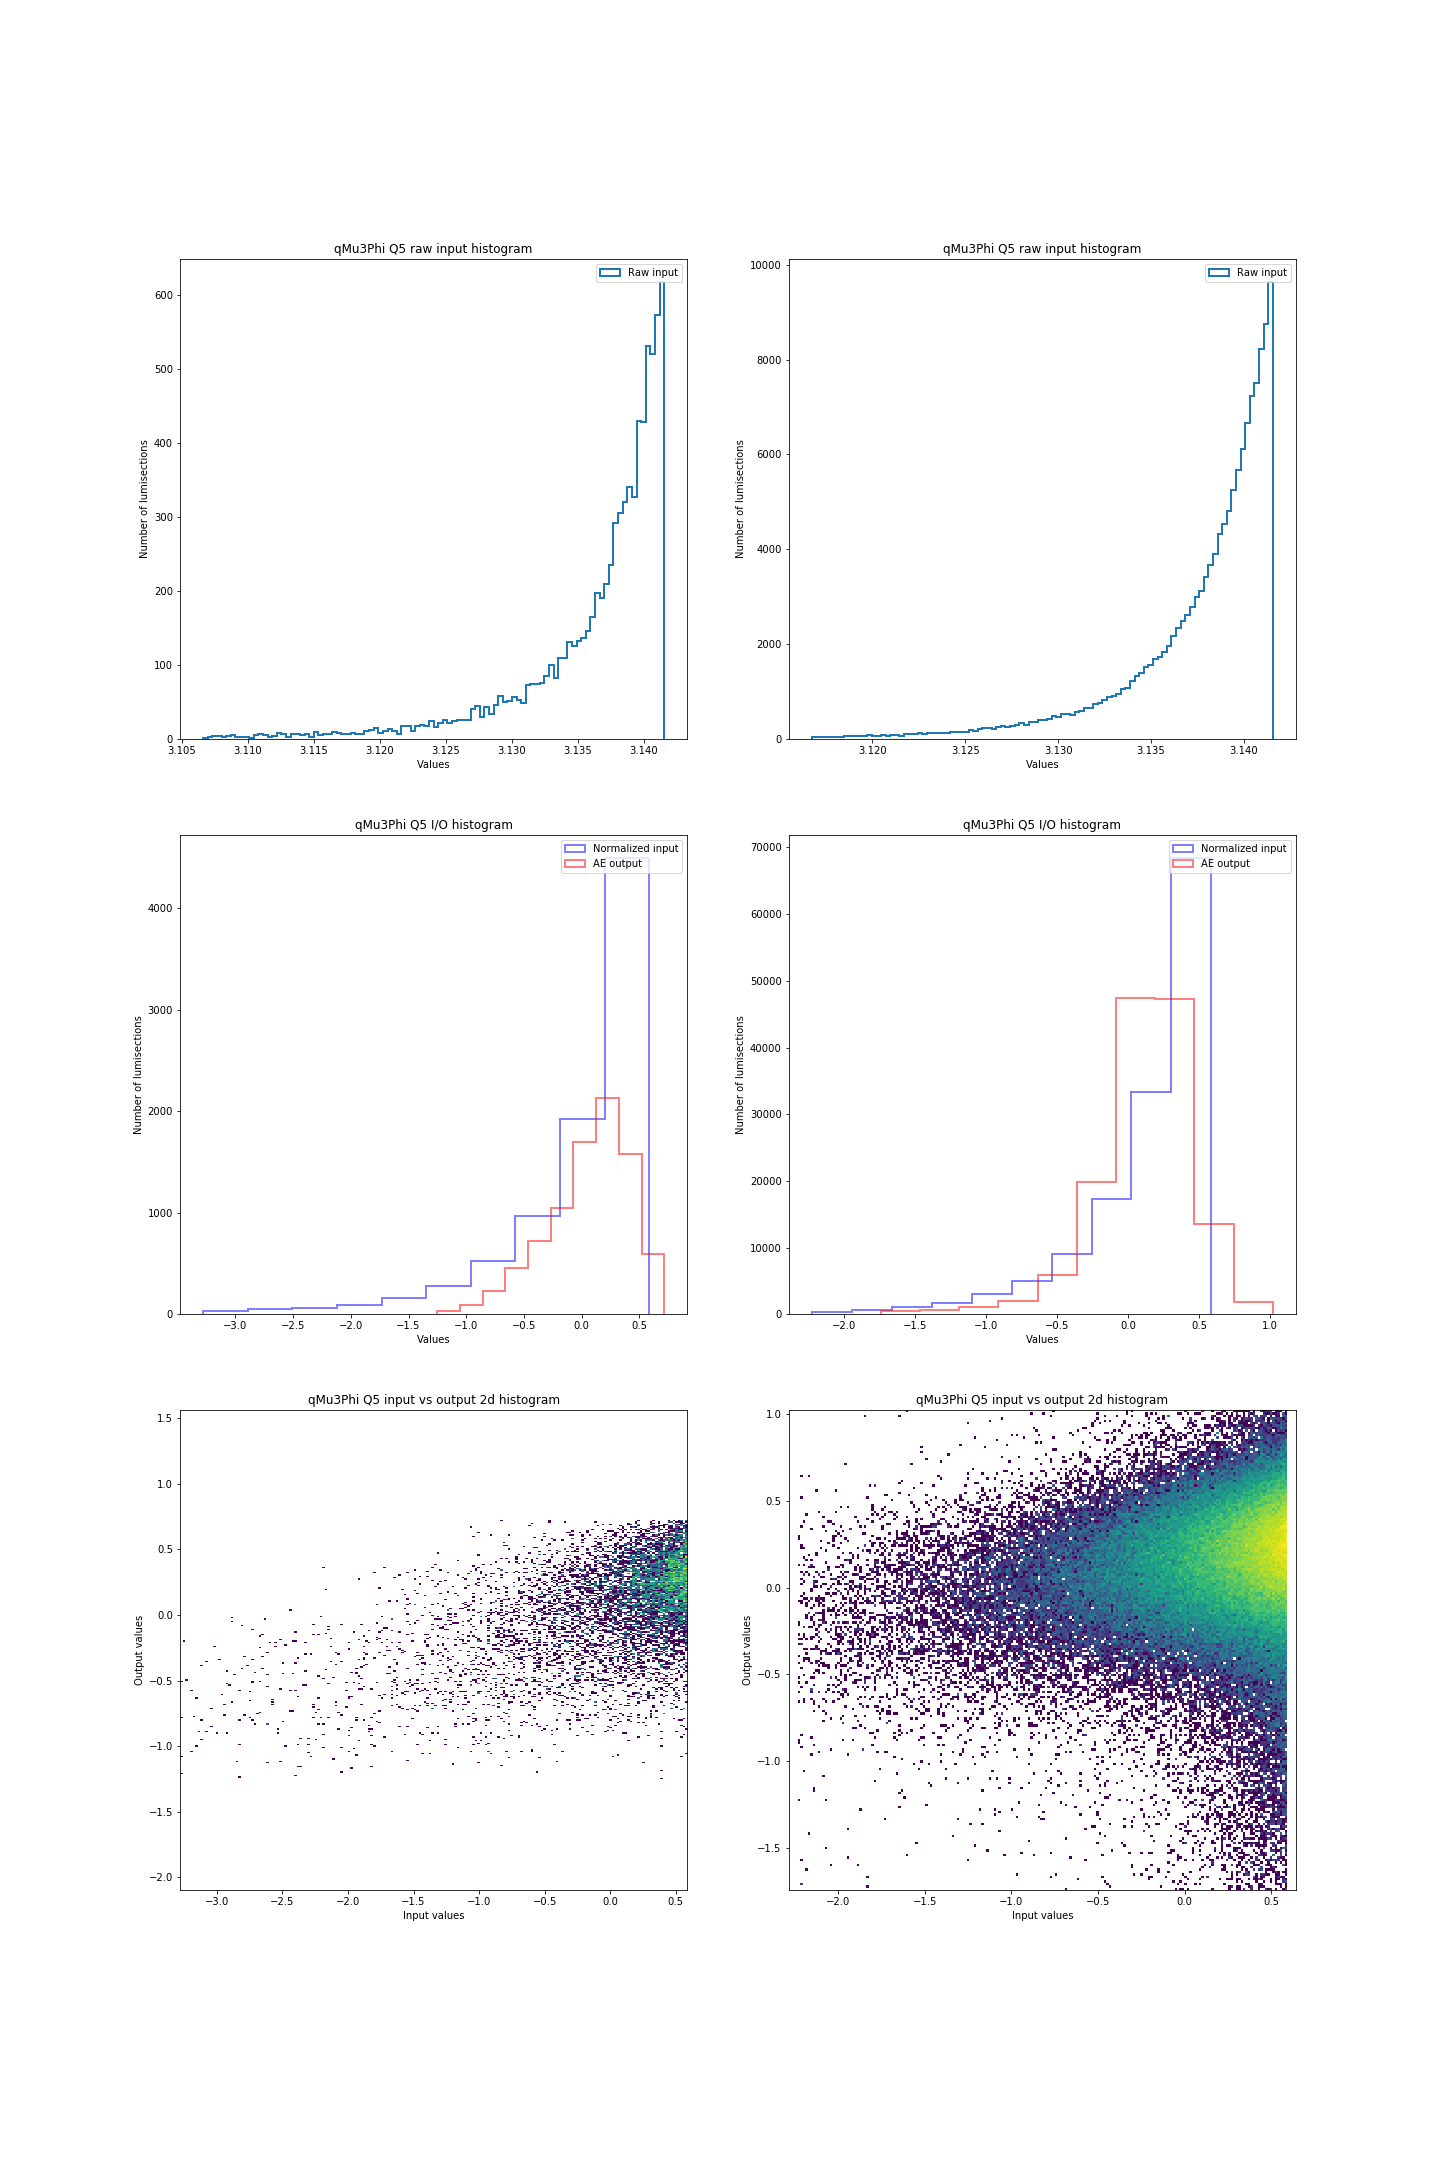 qMu3Phi Q5 raw input histogram
Raw input
600
500
400
300
200
100
0
Number of lumisections
3.105 3.110 3.115 3.120 3.125 3.130 3.135 3.140
Values
qMu3Phi Q5 raw input histogram
Raw input
10000
8000
6000
4000
2000
0
Number of lumisections
3.120 3.125 3.130 3.135 3.140
Values
qMu3Phi Q5 I/O histogram
Normalized input
AE output
4000
3000
2000
1000
0
Number of lumisections
−3.0 −2.5 −2.0 −1.5 −1.0 −0.5 0.0 0.5
Values
qMu3Phi Q5 I/O histogram
Normalized input
AE output
70000
60000
50000
40000
30000
20000
10000
0
Number of lumisections
−2.0 −1.5 −1.0 −0.5 0.0 0.5 1.0
Values
qMu3Phi Q5 input vs output 2d histogram
1.5
1.0
0.5
0.0
−0.5
−1.0
−1.5
−2.0
Output values
−3.0 −2.5 −2.0 −1.5 −1.0 −0.5 0.0 0.5
Input values
qMu3Phi Q5 input vs output 2d histogram
1.0
0.5
0.0
−0.5
−1.0
−1.5
Output values
−2.0 −1.5 −1.0 −0.5 0.0 0.5
Input values